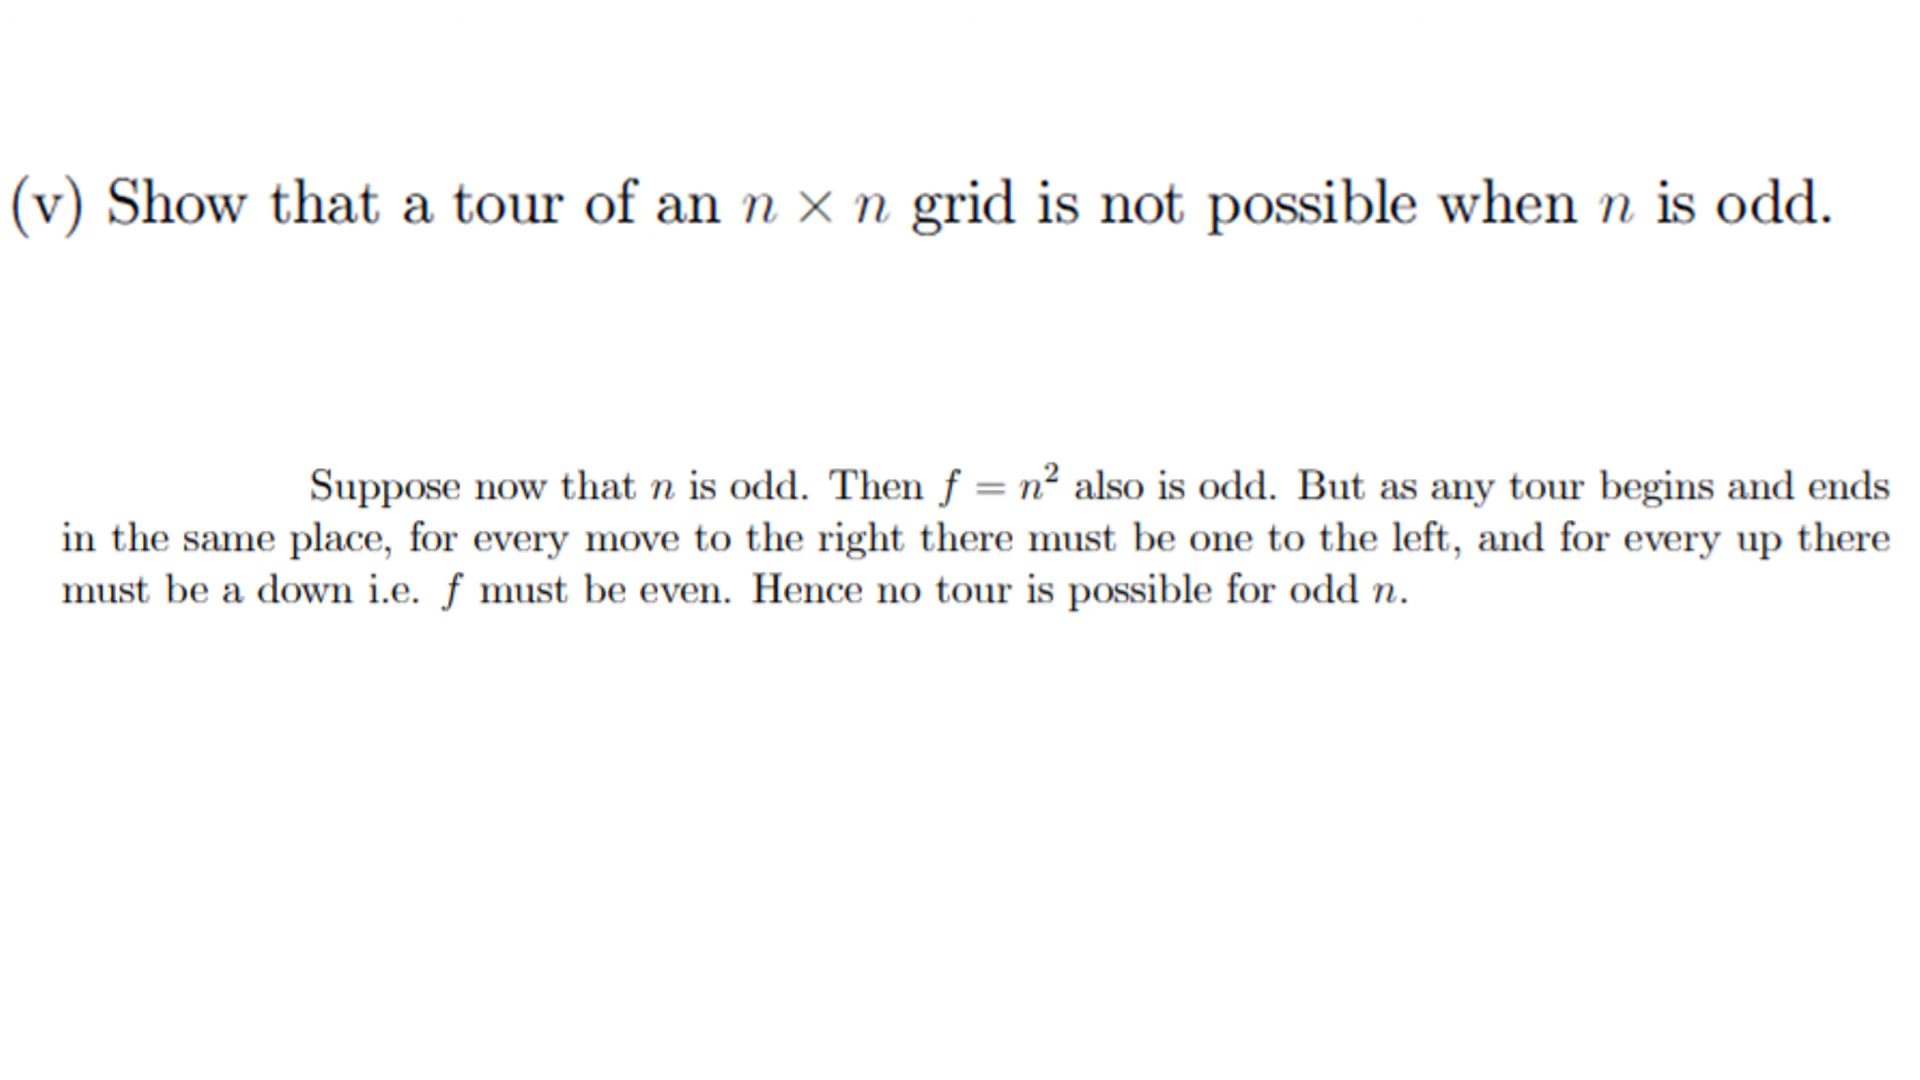 (v) Show that a tour of an n × n grid is not possible when n is odd.
Suppose now that n is odd. Then f = n² also is odd. But as any tour begins and ends
in the same place, for every move to the right there must be one to the left, and for every up there
must be a down i.e. f must be even. Hence no tour is possible for odd n.